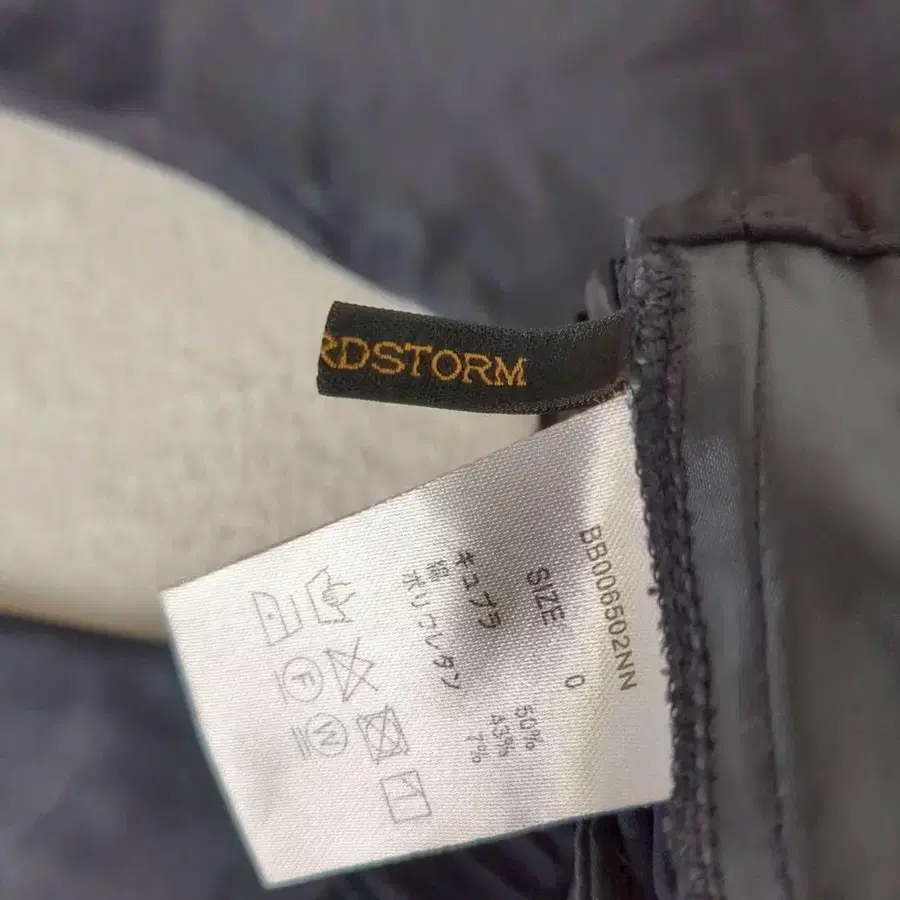 RDSTORM
BB006502NN
SIZE 0
キュプラ 50%
綿 43%
ポリウレタン 7%
F
W